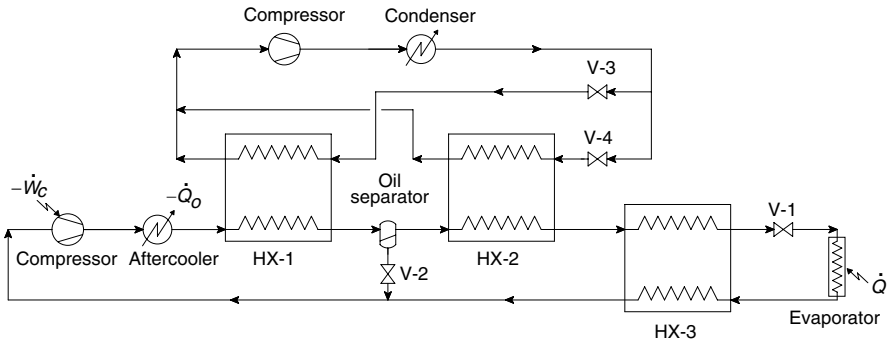 Compressor
Condenser
V-3
V-4
Oil
separator
−Ẇc
−Q̇o
V-1
Compressor
Aftercooler
HX-1
HX-2
V-2
Q̇
HX-3
Evaporator